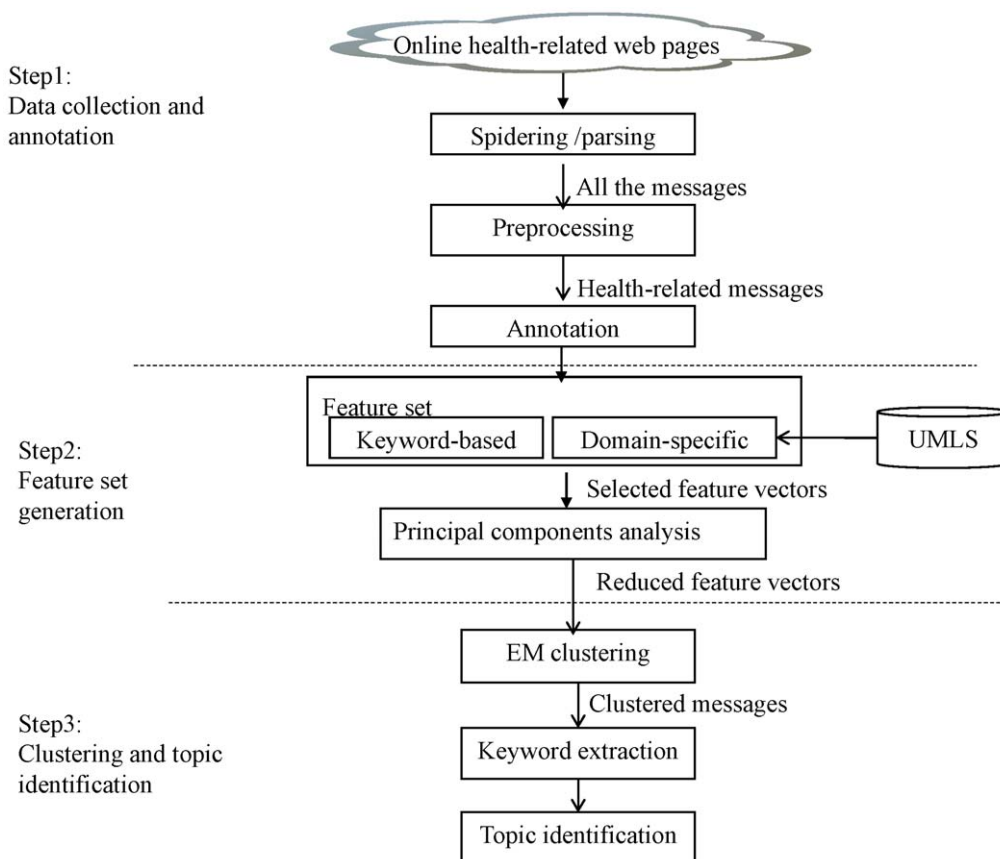 Online health-related web pages
Step1:
Data collection and
annotation
Spidering /parsing
All the messages
Preprocessing
Health-related messages
Annotation
Feature set
Keyword-based
Domain-specific
UMLS
Step2:
Feature set
generation
Selected feature vectors
Principal components analysis
Reduced feature vectors
EM clustering
Clustered messages
Step3:
Clustering and topic
identification
Keyword extraction
Topic identification